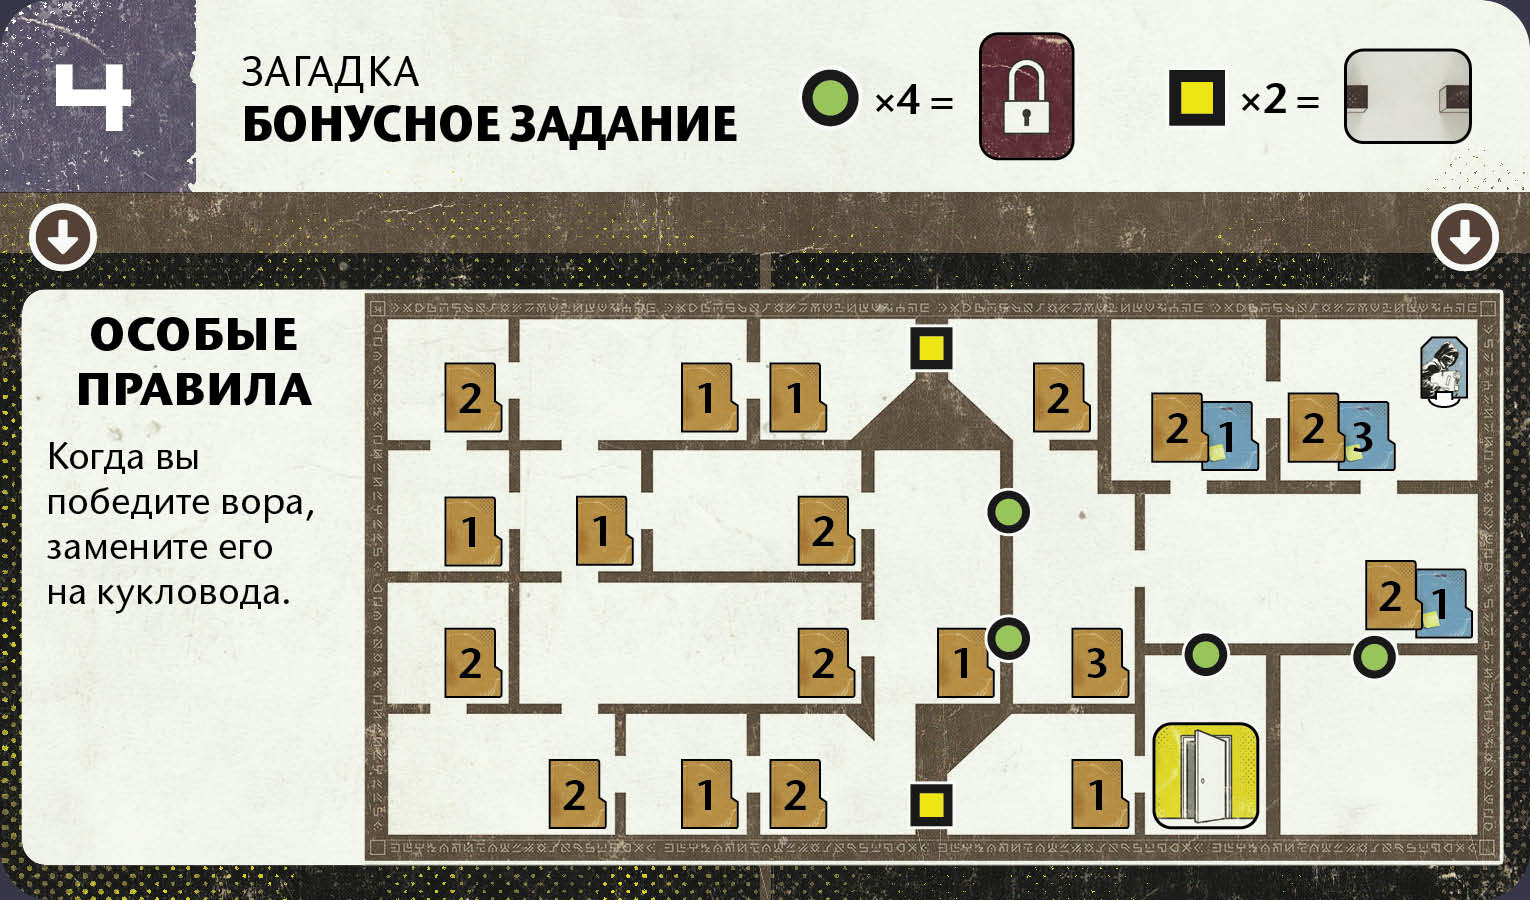 4
ЗАГАДКА
БОНУСНОЕ ЗАДАНИЕ
×4 =
×2 =
ОСОБЫЕ
ПРАВИЛА
Когда вы
победите вора,
замените его
на кукловода.
2 1 1 2 2 1 2 3
1 1 2 2 1
2 2 1 3
2 1 2 1